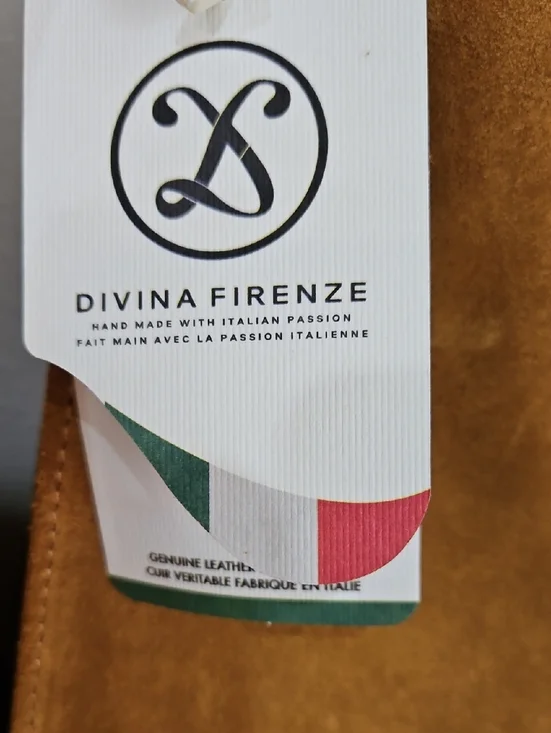 DIVINA FIRENZE
HAND MADE WITH ITALIAN PASSION
FAIT MAIN AVEC LA PASSION ITALIENNE
GENUINE LEATHER
CUIR VERITABLE FABRIQUE EN ITALIE